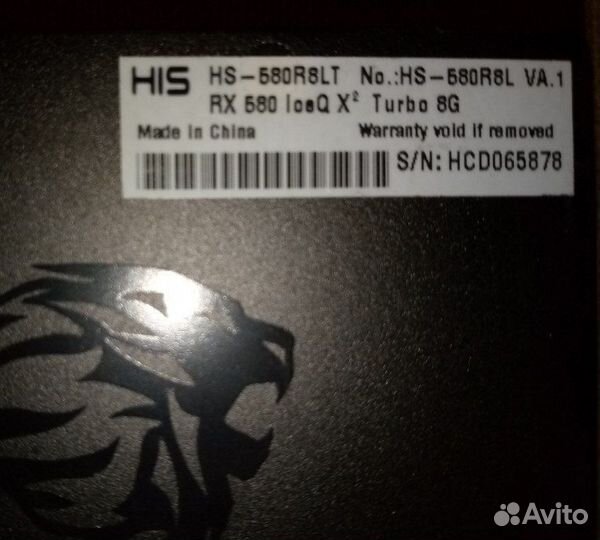 HIS HS-580R8LT No.:HS-580R8L VA.1
RX 580 IceQ X² Turbo 8G
Made in China Warranty void if removed
S/N: HCD065878
Avito